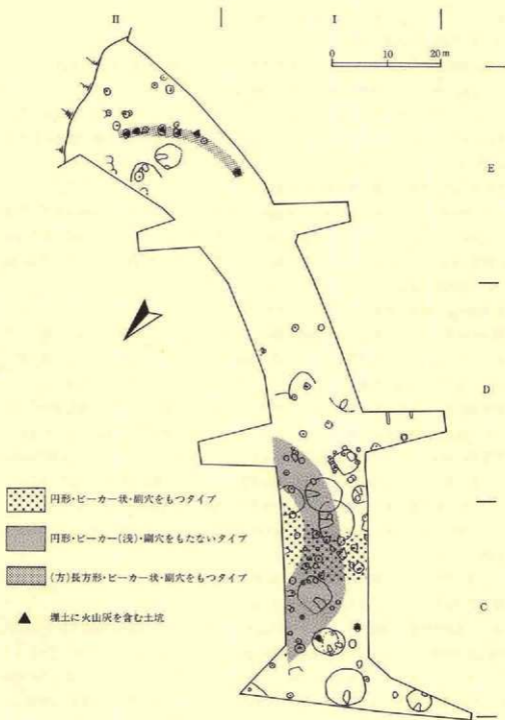 II
I
0 10 20m
E
D
C
円形・ビーカー状・副穴をもつタイプ
円形・ビーカー(浅)・副穴をもたないタイプ
(方)長方形・ビーカー状・副穴をもつタイプ
埋土に火山灰を含む土坑